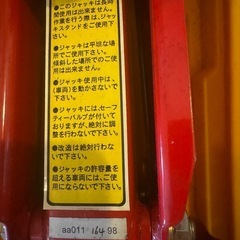 ●このジャッキは長時
間使用は出来ません。
作業を行う際は、ジャッ
キスタンドをご使用下
さい。
●ジャッキは平坦な場
所でご使用下さい。
傾斜した場所でのご使
用は出来ません。
●ジャッキ使用中は、
(車両)を動かさないで
下さい。
●ジャッキには、セーフ
ティーバルブが付いて
おりますが、絶対に調
整を行わないで下さい。
●改造は絶対行わない
で下さい。
●ジャッキの許容量を
超える車両には、ご使
用にならないで下さい。
aa011 164 98